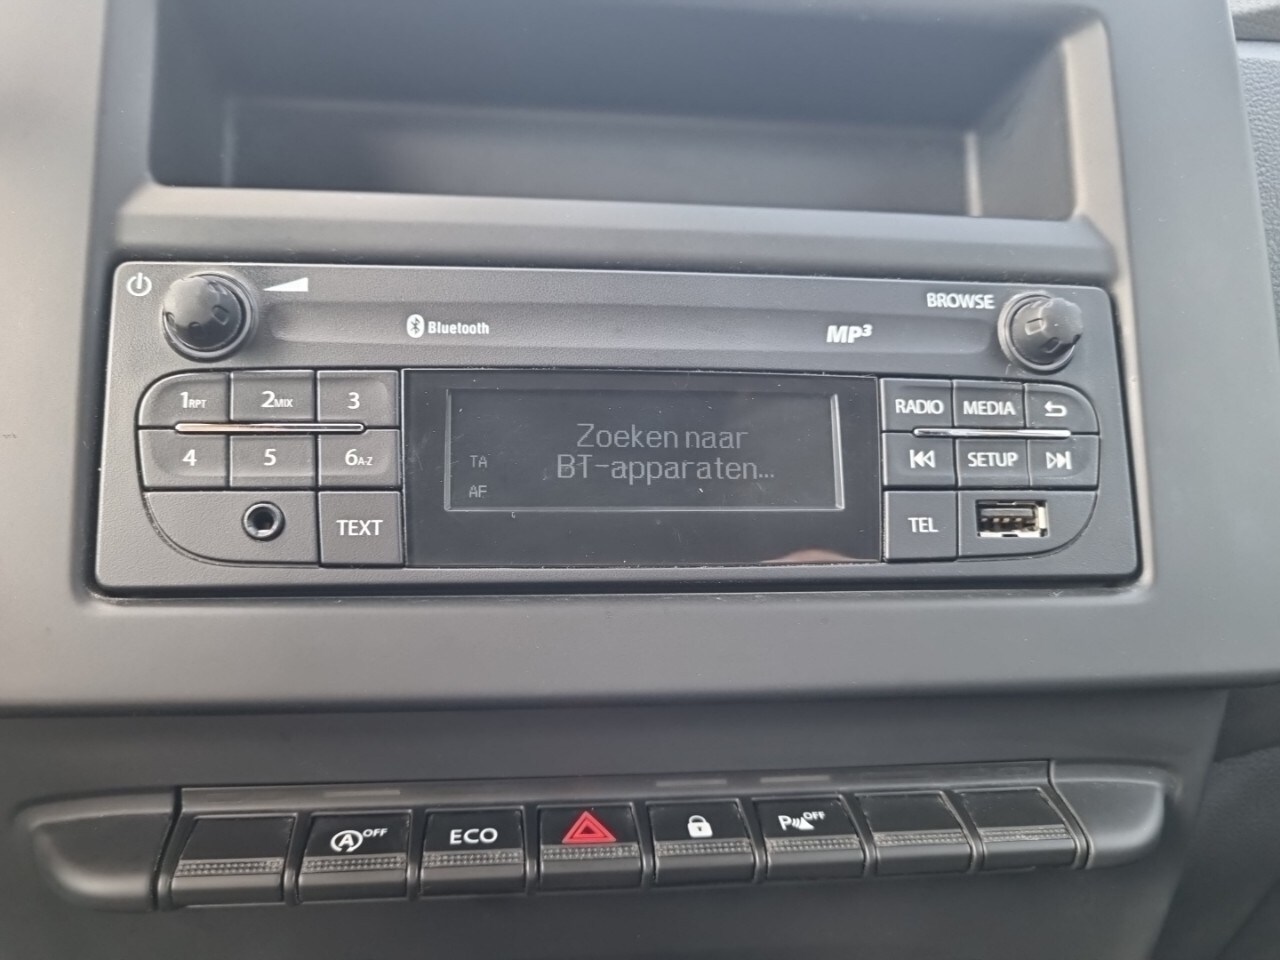 BROWSE
Bluetooth
MP3
1RPT
2MIX
3
RADIO
MEDIA
Zoeken naar
4
5
6A-Z
TA
BT-apparaten...
SETUP
AF
TEXT
TEL
A OFF
ECO
P OFF